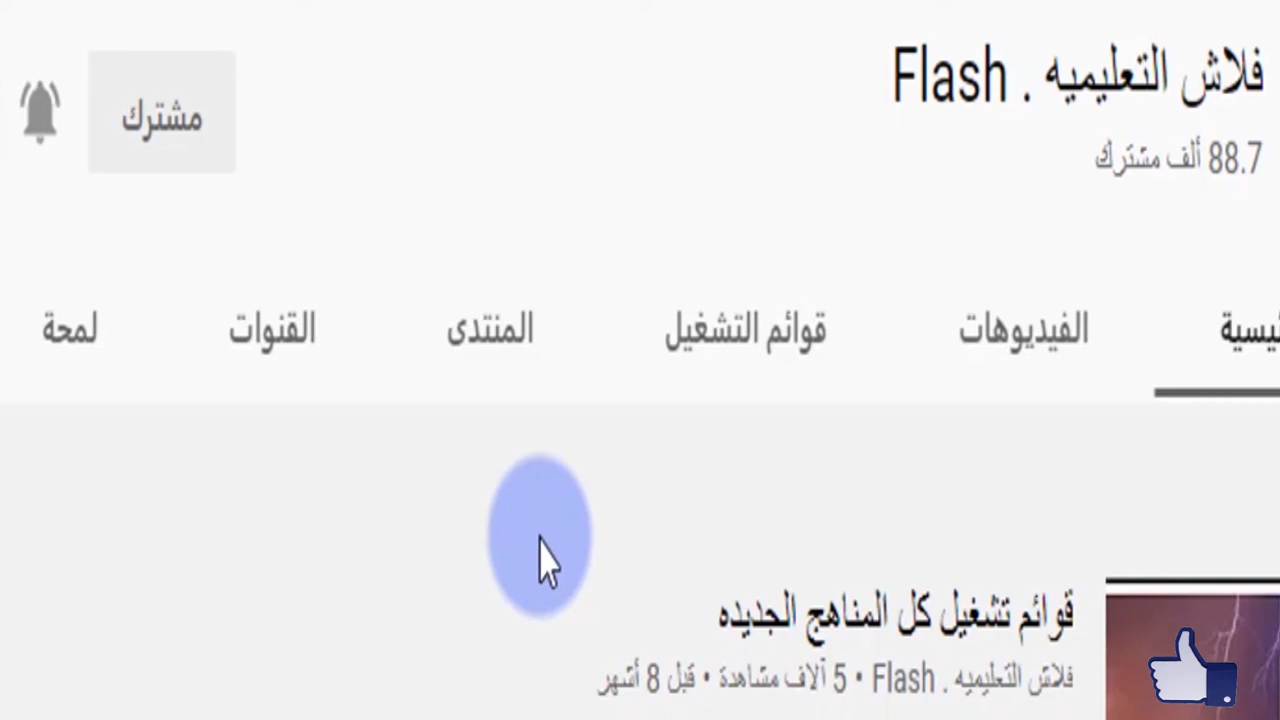 فلاش التعليميه . Flash
88.7 ألف مشترك
مشترك
الفيديوهات
قوائم التشغيل
المنتدى
القنوات
لمحة
قوائم تشغيل كل المناهج الجديده
فلاش التعليميه . Flash • 5 آلاف مشاهدة • قبل 8 أشهر